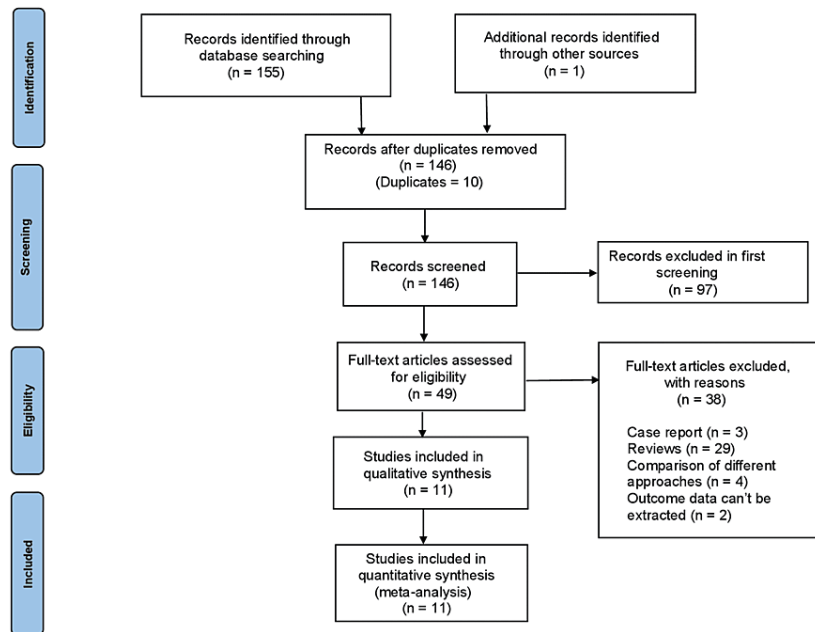 Identification
Records identified through
database searching
(n = 155)
Additional records identified
through other sources
(n = 1)
Records after duplicates removed
(n = 146)
(Duplicates = 10)
Screening
Records screened
(n = 146)
Records excluded in first
screening
(n = 97)
Eligibility
Full-text articles assessed
for eligibility
(n = 49)
Full-text articles excluded,
with reasons
(n = 38)
Case report (n = 3)
Reviews (n = 29)
Comparison of different
approaches (n = 4)
Outcome data can't be
extracted (n = 2)
Studies included in
qualitative synthesis
(n = 11)
Included
Studies included in
quantitative synthesis
(meta-analysis)
(n = 11)